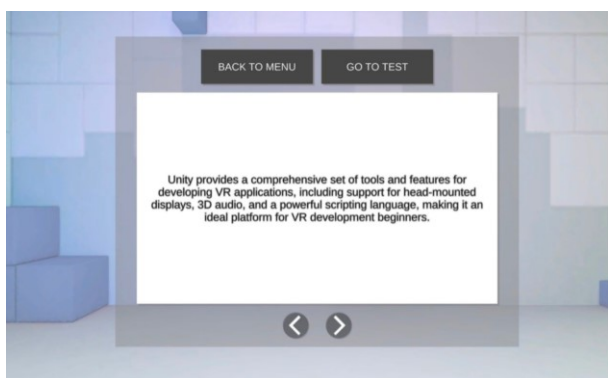 BACK TO MENU
GO TO TEST
Unity provides a comprehensive set of tools and features for
developing VR applications, including support for head-mounted
displays, 3D audio, and a powerful scripting language, making it an
ideal platform for VR development beginners.